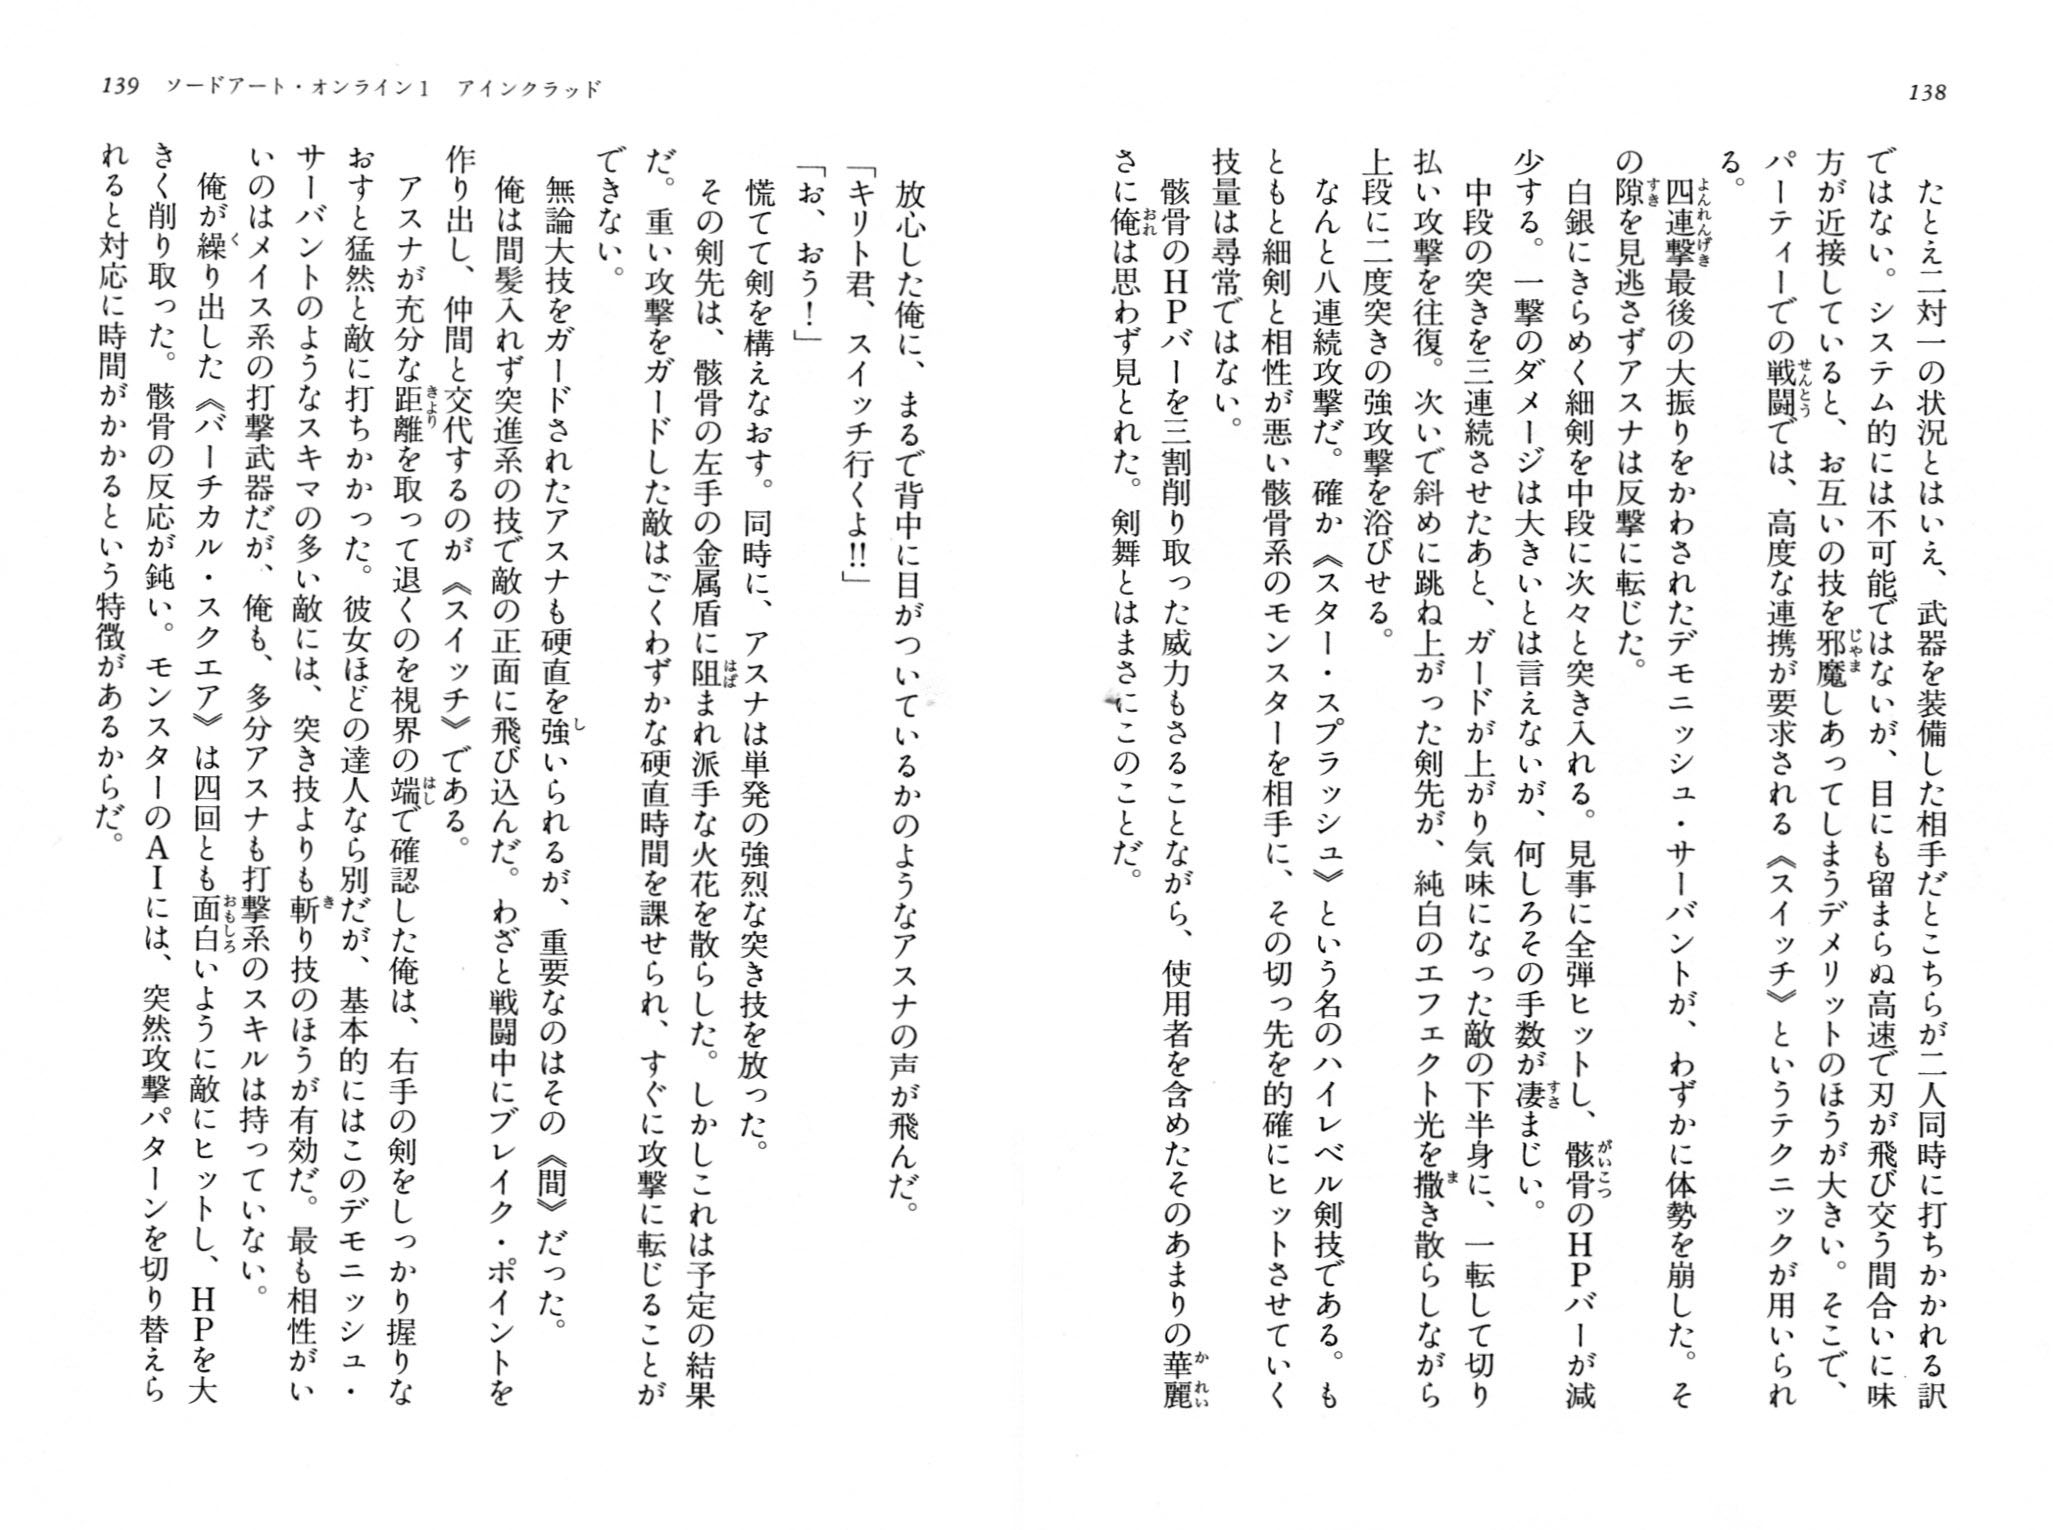 138
たとえ二対一の状況とはいえ、武器を装備した相手だとこちらが二人同時に打ちかかれる訳
ではない。システム的には不可能ではないが、目にも留まらぬ高速で刃が飛び交う間合いに味
方が近接していると、お互いの技を邪魔しあってしまうデメリットのほうが大きい。そこで、
パーティーでの戦闘では、高度な連携が要求される《スイッチ》というテクニックが用いられ
る。
四連撃最後の大振りをかわされたデモニッシュ・サーバントが、わずかに体勢を崩した。そ
の隙を見逃さずアスナは反撃に転じた。
白銀にきらめく細剣を中段に次々と突き入れる。見事に全弾ヒットし、骸骨のHPバーが減
少する。一撃のダメージは大きいとは言えないが、何しろその手数が凄まじい。
中段の突きを三連続させたあと、ガードが上がり気味になった敵の下半身に、一転して切り
払い攻撃を往復。次いで斜めに跳ね上がった剣先が、純白のエフェクト光を撒き散らしながら
上段に二度突きの強攻撃を浴びせる。
なんと八連続攻撃だ。確か《スター・スプラッシュ》という名のハイレベル剣技である。も
ともと細剣と相性が悪い骸骨系のモンスターを相手に、その切っ先を的確にヒットさせていく
技量は尋常ではない。
骸骨のHPバーを三割削り取った威力もさることながら、使用者を含めたそのあまりの華麗
さに俺は思わず見とれた。剣舞とはまさにこのことだ。
139 ソードアート・オンライン1 アインクラッド
放心した俺に、まるで背中に目がついているかのようなアスナの声が飛んだ。
「キリト君、スイッチ行くよ!!」
「お、おう!」
慌てて剣を構えなおす。同時に、アスナは単発の強烈な突き技を放った。
その剣先は、骸骨の左手の金属盾に阻まれ派手な火花を散らした。しかしこれは予定の結果
だ。重い攻撃をガードした敵はごくわずかな硬直時間を課せられ、すぐに攻撃に転じることが
できない。
無論大技をガードされたアスナも硬直を強いられるが、重要なのはその《間》だった。
俺は間髪入れず突進系の技で敵の正面に飛び込んだ。わざと戦闘中にブレイク・ポイントを
作り出し、仲間と交代するのが《スイッチ》である。
アスナが充分な距離を取って退くのを視界の端で確認した俺は、右手の剣をしっかり握りな
おすと猛然と敵に打ちかかった。彼女ほどの達人なら別だが、基本的にはこのデモニッシュ・
サーバントのようなスキマの多い敵には、突き技よりも斬り技のほうが有効だ。最も相性がい
いのはメイス系の打撃武器だが、俺も、多分アスナも打撃系のスキルは持っていない。
俺が繰り出した《バーチカル・スクエア》は四回とも面白いように敵にヒットし、HPを大
きく削り取った。骸骨の反応が鈍い。モンスターのAIには、突然攻撃パターンを切り替えら
れると対応に時間がかかるという特徴があるからだ。